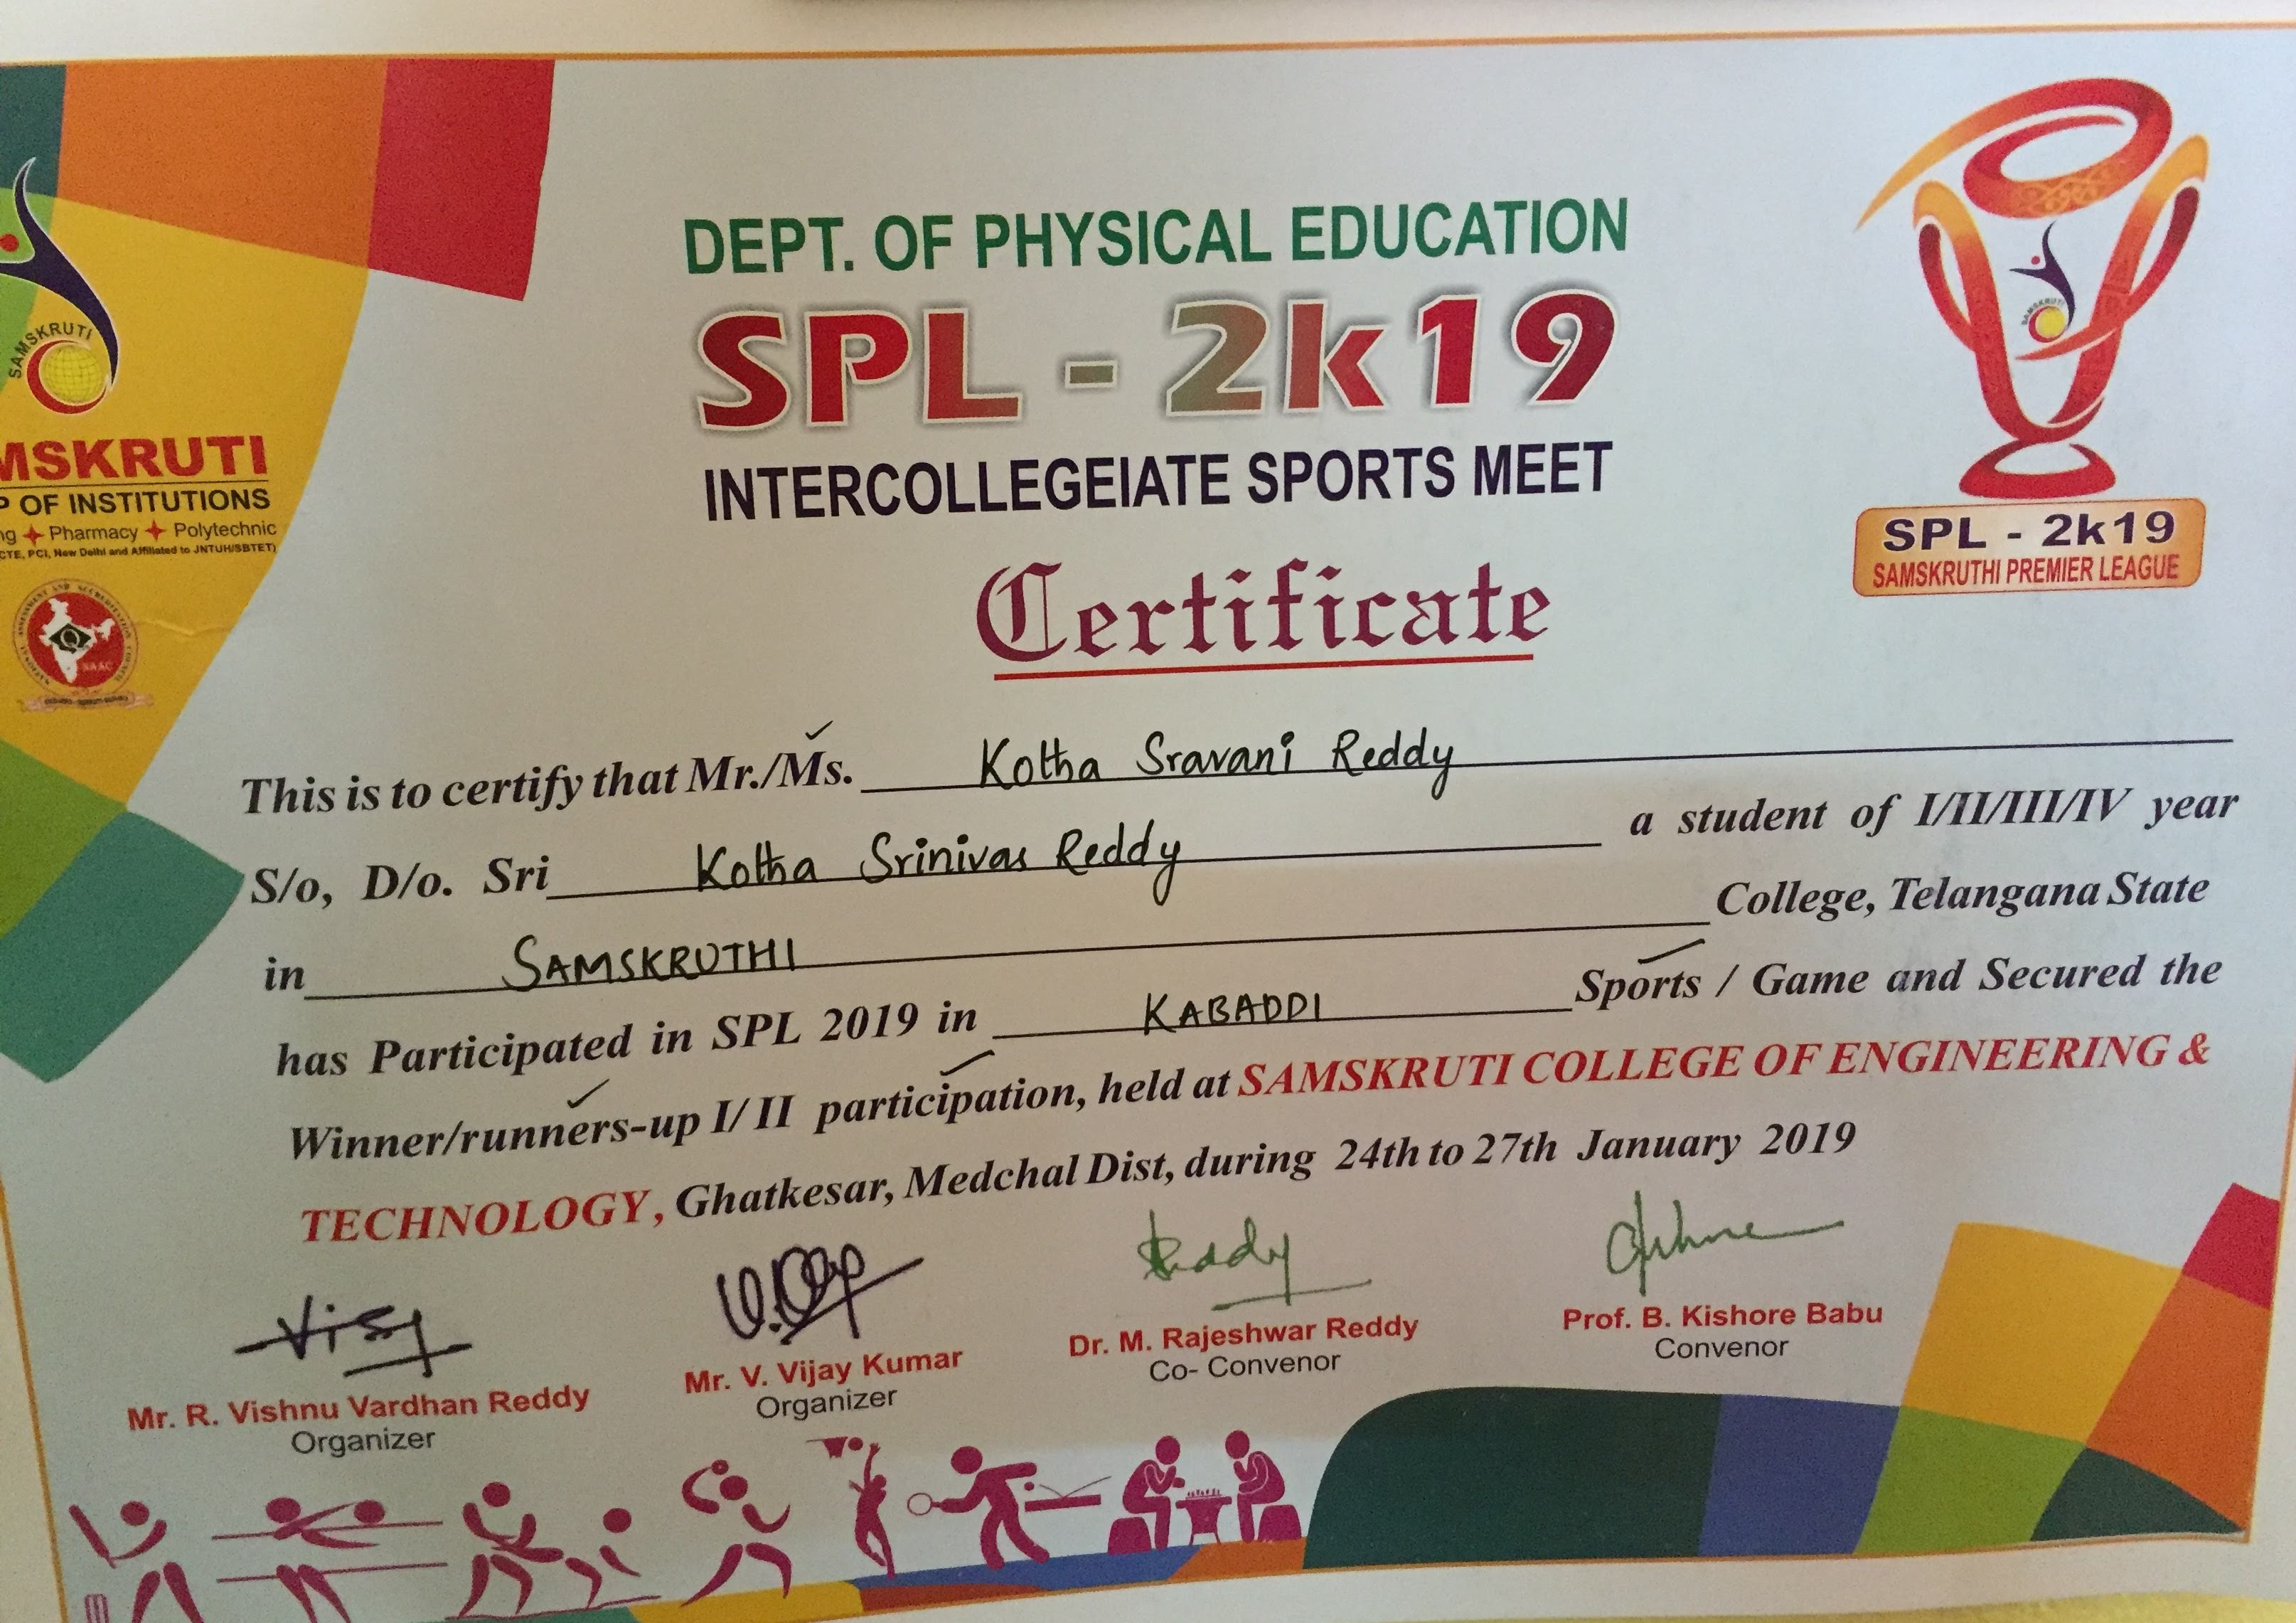 DEPT. OF PHYSICAL EDUCATION
SPL - 2k19
INTERCOLLEGEIATE SPORTS MEET
Certificate
SAMSKRUTI
MSKRUTI
P OF INSTITUTIONS
ng ✦ Pharmacy ✦ Polytechnic
CTE, PCI, New Delhi and Affiliated to JNTUH/SBTET)
NAAC
SAMSKRUTI
SPL - 2k19
SAMSKRUTHI PREMIER LEAGUE
This is to certify that Mr./Ms. Kotha Sravani Reddy
S/o, D/o. Sri Kotha Srinivas Reddy a student of I/II/III/IV year
in SAMSKRUTHI College, Telangana State
has Participated in SPL 2019 in KABADDI Sports / Game and Secured the
Winner/runners-up I/ II participation, held at SAMSKRUTI COLLEGE OF ENGINEERING &
TECHNOLOGY, Ghatkesar, Medchal Dist, during 24th to 27th January 2019
Mr. R. Vishnu Vardhan Reddy
Organizer
Mr. V. Vijay Kumar
Organizer
Reddy
Dr. M. Rajeshwar Reddy
Co- Convenor
Prof. B. Kishore Babu
Convenor